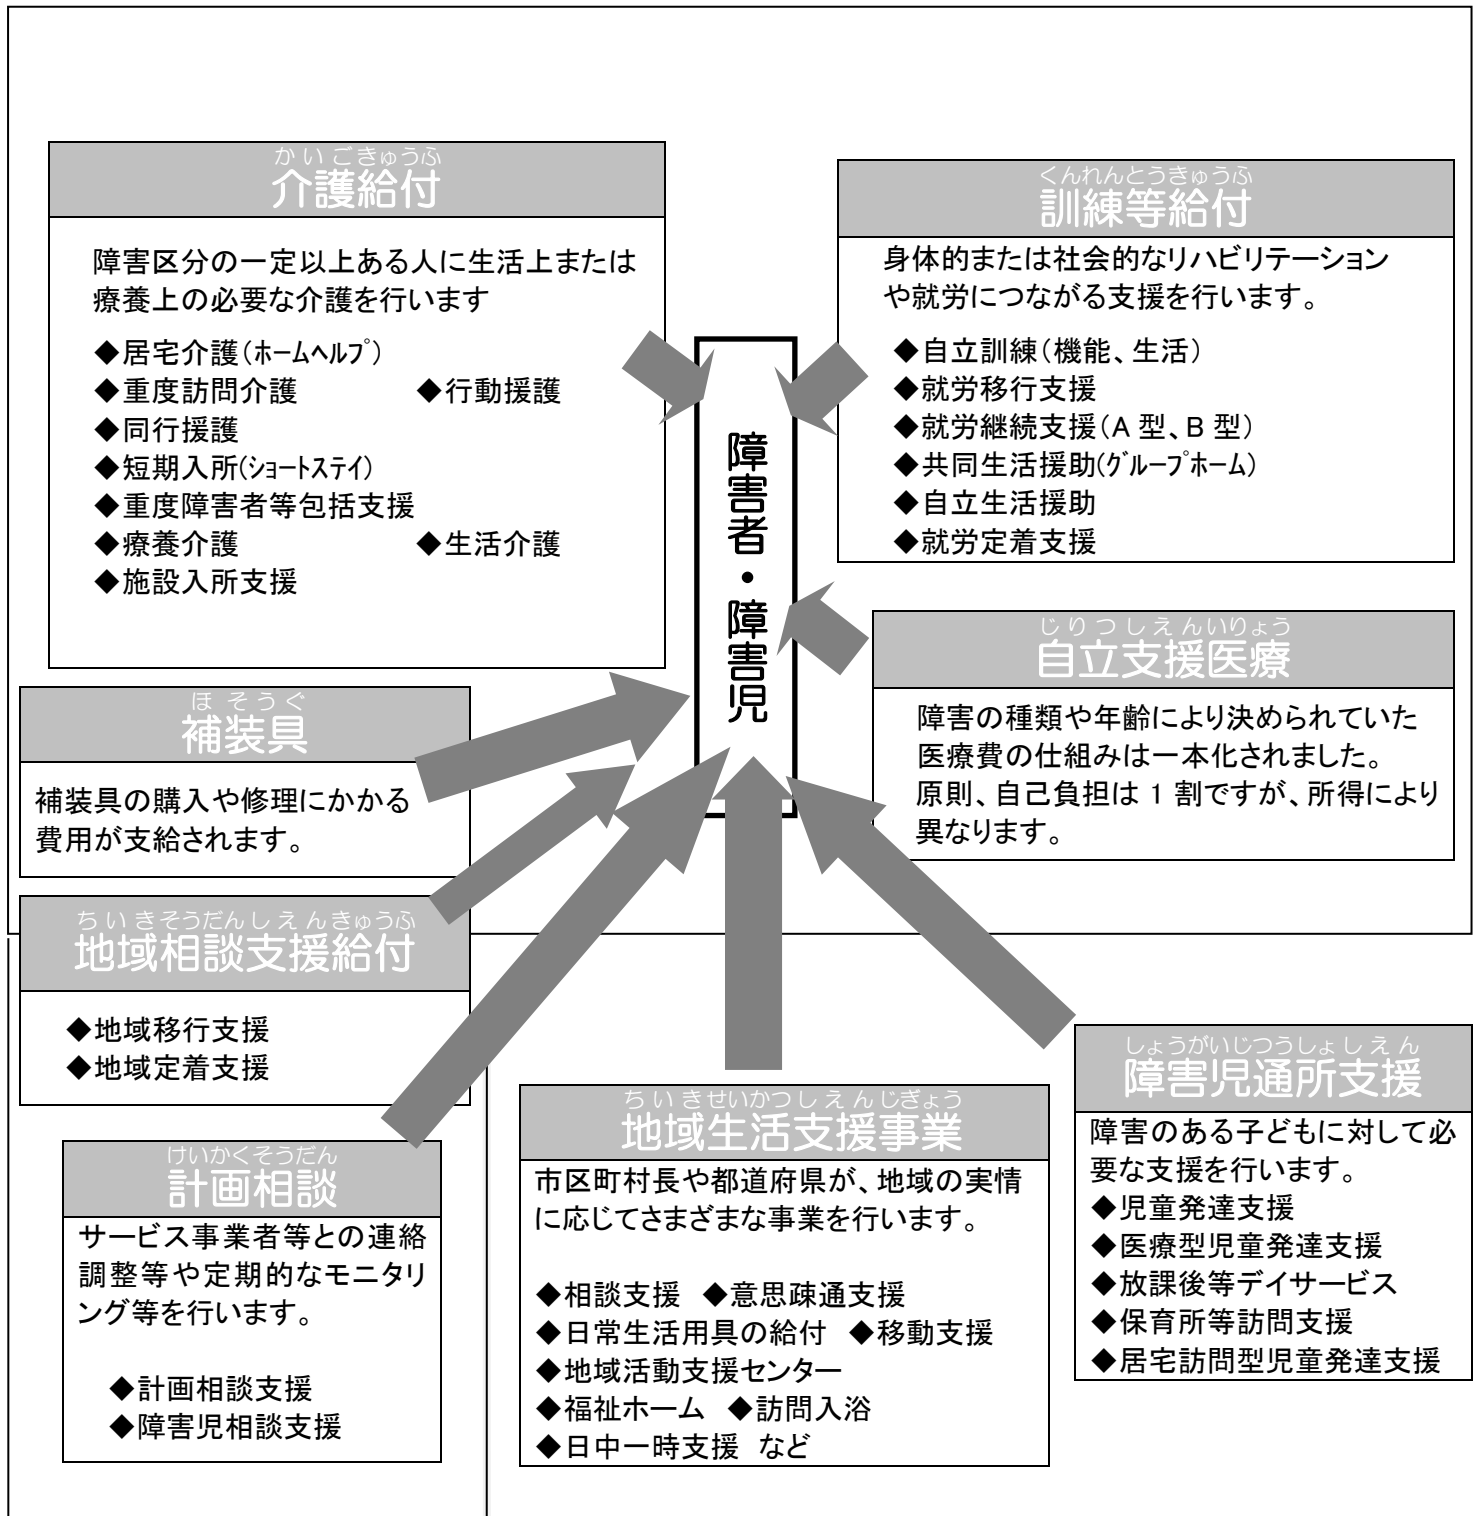 かいごきゅうふ
介護給付
障害区分の一定以上ある人に生活上または
療養上の必要な介護を行います
◆居宅介護(ホームヘルプ)
◆重度訪問介護 ◆行動援護
◆同行援護
◆短期入所(ショートステイ)
◆重度障害者等包括支援
◆療養介護 ◆生活介護
◆施設入所支援
くんれんとうきゅうふ
訓練等給付
身体的または社会的なリハビリテーション
や就労につながる支援を行います。
◆自立訓練(機能、生活)
◆就労移行支援
◆就労継続支援(A型、B型)
◆共同生活援助(グループホーム)
◆自立生活援助
◆就労定着支援
障害者・障害児
じりつしえんいりょう
自立支援医療
障害の種類や年齢により決められていた
医療費の仕組みは一本化されました。
原則、自己負担は1割ですが、所得により
異なります。
ほそうぐ
補装具
補装具の購入や修理にかかる
費用が支給されます。
ちいきそうだんしえんきゅうふ
地域相談支援給付
◆地域移行支援
◆地域定着支援
けいかくそうだん
計画相談
サービス事業者等との連絡
調整等や定期的なモニタリ
ング等を行います。
◆計画相談支援
◆障害児相談支援
ちいきせいかつしえんじぎょう
地域生活支援事業
市区町村長や都道府県が、地域の実情
に応じてさまざまな事業を行います。
◆相談支援 ◆意思疎通支援
◆日常生活用具の給付 ◆移動支援
◆地域活動支援センター
◆福祉ホーム ◆訪問入浴
◆日中一時支援 など
しょうがいじつうしょしえん
障害児通所支援
障害のある子どもに対して必
要な支援を行います。
◆児童発達支援
◆医療型児童発達支援
◆放課後等デイサービス
◆保育所等訪問支援
◆居宅訪問型児童発達支援